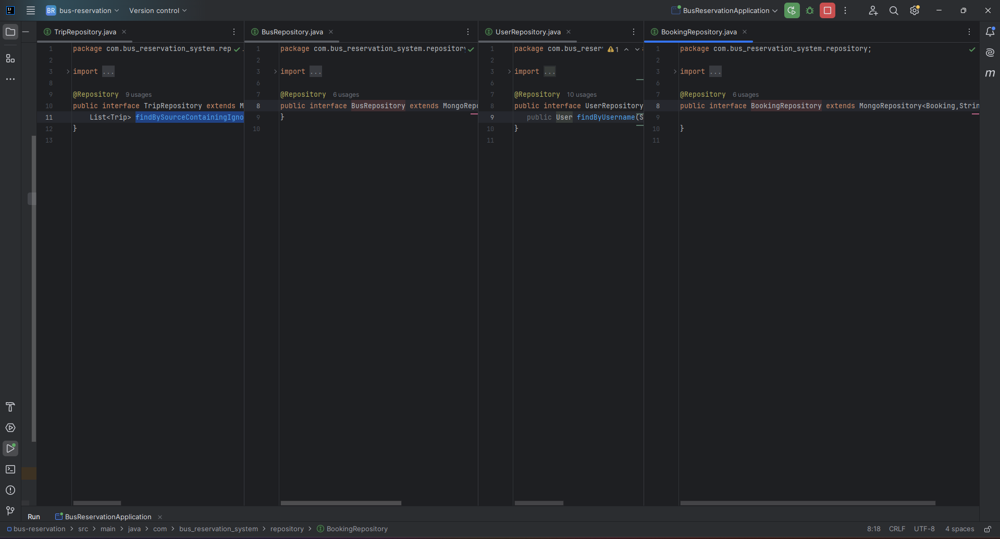 BR bus-reservation Version control BusReservationApplication
TripRepository.java BusRepository.java UserRepository.java BookingRepository.java
1 package com.bus_reservation_system.rep
2
3 import ...
8
9 @Repository 9 usages
10 public interface TripRepository extends M
11 List<Trip> findBySourceContainingIgno
12 }
13
1 package com.bus_reservation_system.repository
2
3 import ...
6
7 @Repository 6 usages
8 public interface BusRepository extends MongoRepo
9 }
10
1 package com.bus_reser 1
2
3 import ...
6
7 @Repository 10 usages
8 public interface UserRepository
9 public User findByUsername(S
10 }
11
1 package com.bus_reservation_system.repository;
2
3 import ...
6
7 @Repository 6 usages
8 public interface BookingRepository extends MongoRepository<Booking,Strin
9
10 }
11
m
Run BusReservationApplication
bus-reservation > src > main > java > com > bus_reservation_system > repository > BookingRepository 8:18 CRLF UTF-8 4 spaces